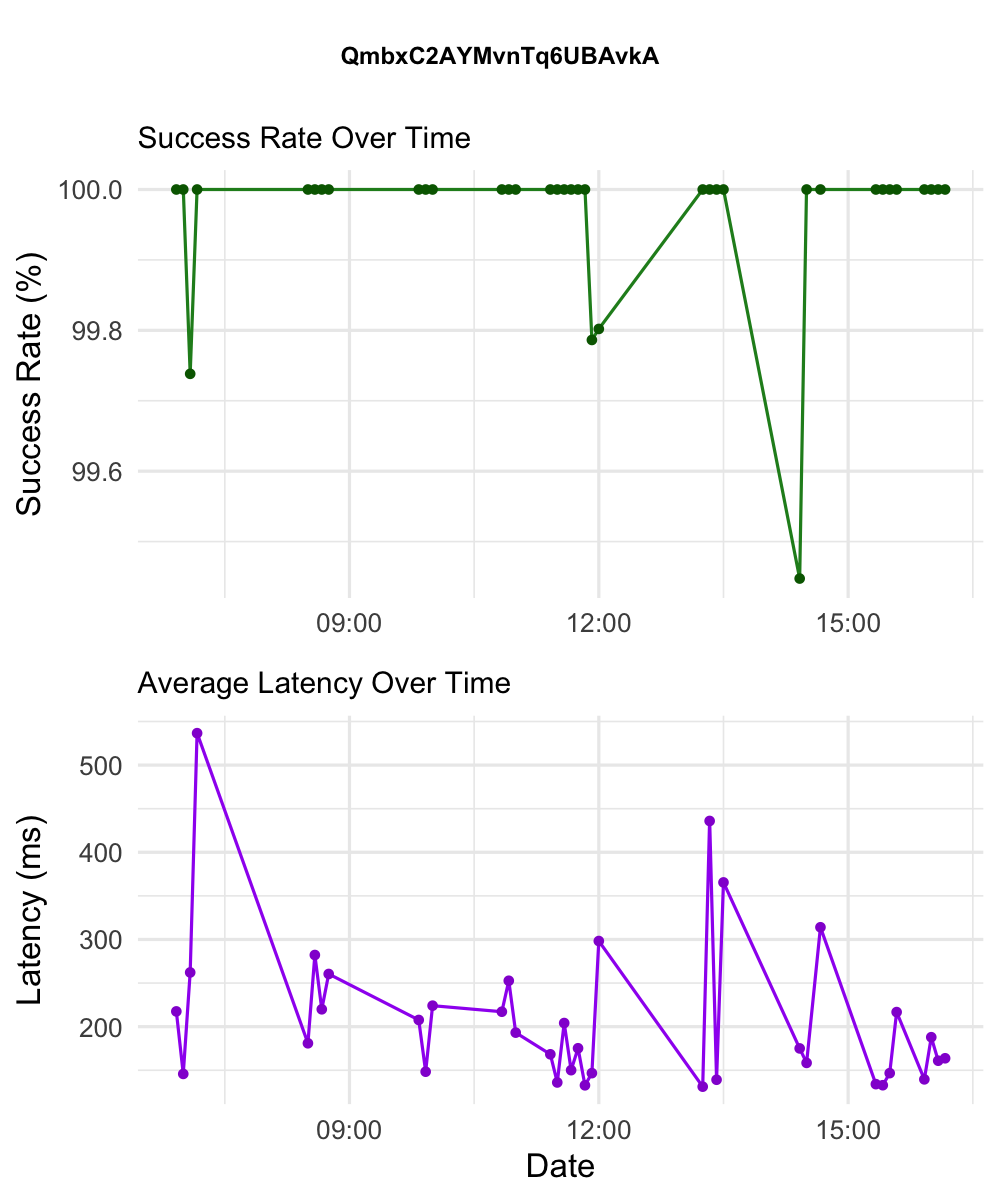 QmbxC2AYMvnTq6UBAvkA
Success Rate Over Time
Success Rate (%)
100.0
99.8
99.6
09:00 12:00 15:00
Average Latency Over Time
Latency (ms)
500
400
300
200
09:00 12:00 15:00
Date